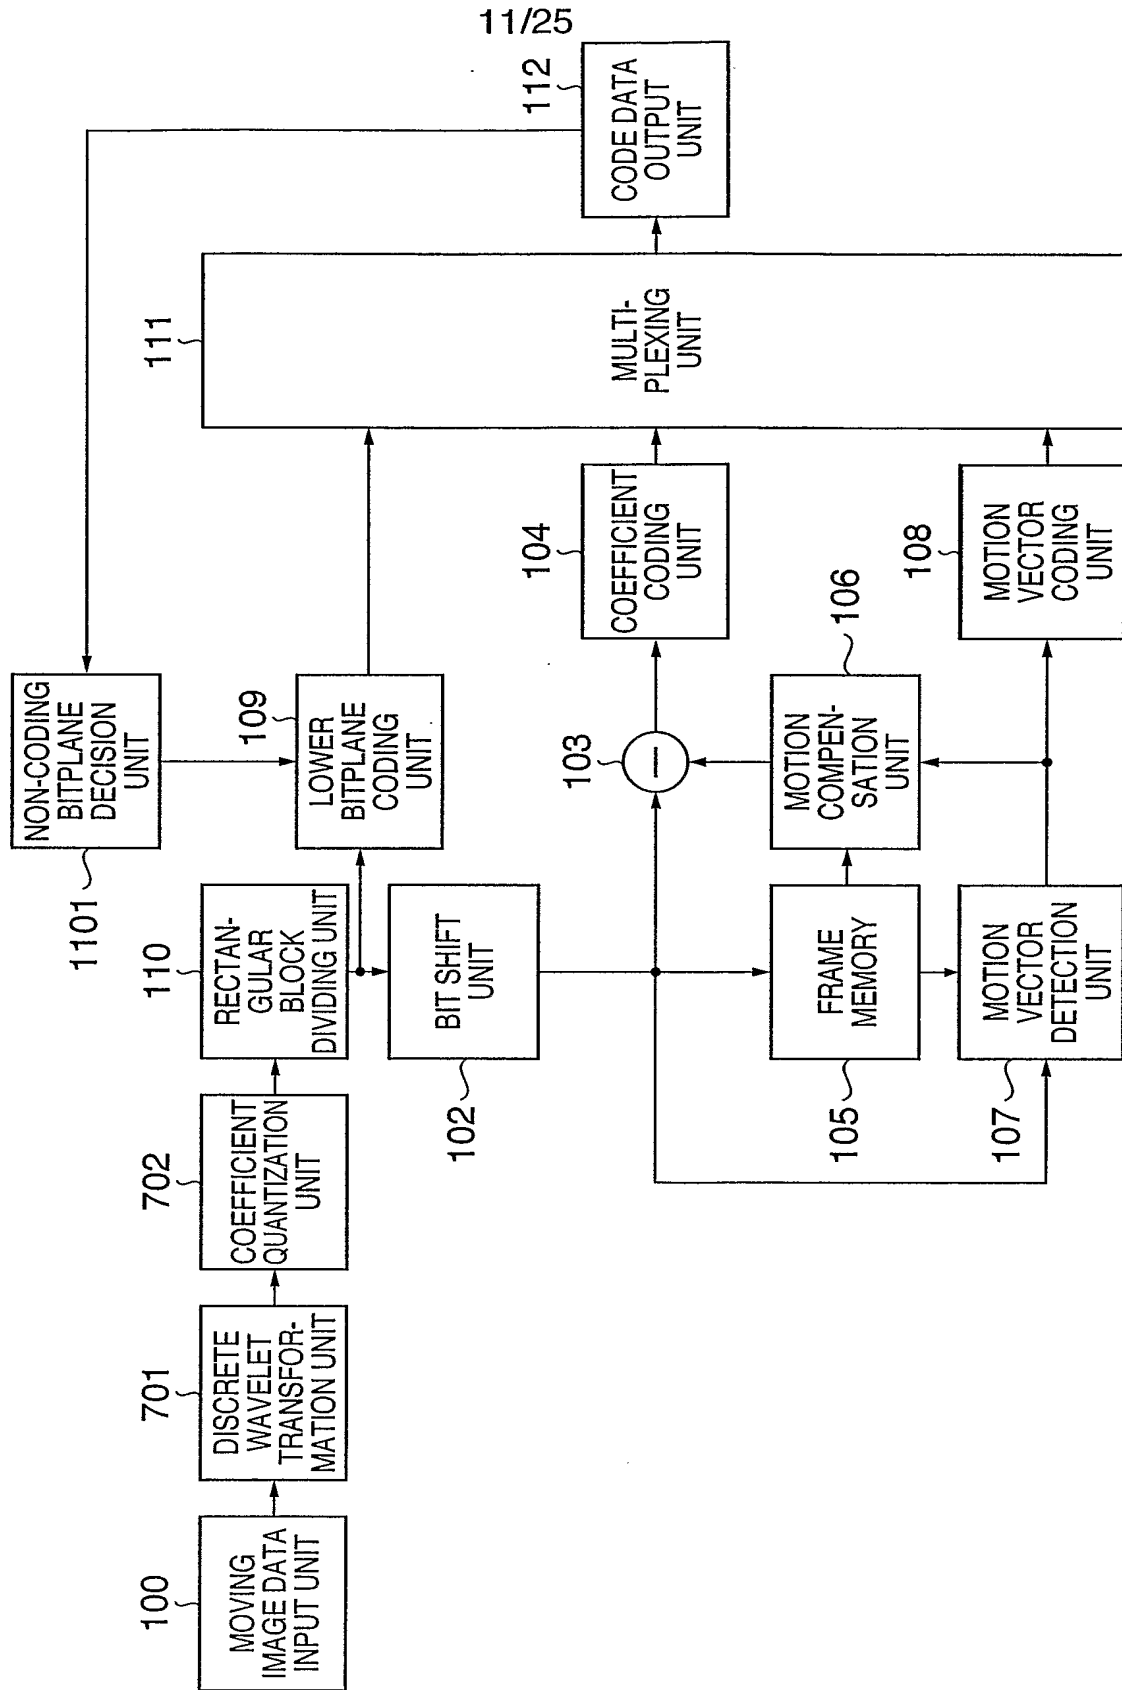 11/25
100
MOVING
IMAGE DATA
INPUT UNIT
701
DISCRETE
WAVELET
TRANSFOR-
MATION UNIT
702
COEFFICIENT
QUANTIZATION
UNIT
110
RECTAN-
GULAR
BLOCK
DIVIDING UNIT
1101
NON-CODING
BITPLANE
DECISION
UNIT
109
LOWER
BITPLANE
CODING
UNIT
102
BIT SHIFT
UNIT
103
104
COEFFICIENT
CODING
UNIT
105
FRAME
MEMORY
106
MOTION
COMPEN-
SATION
UNIT
107
MOTION
VECTOR
DETECTION
UNIT
108
MOTION
VECTOR
CODING
UNIT
111
MULTI-
PLEXING
UNIT
112
CODE DATA
OUTPUT
UNIT